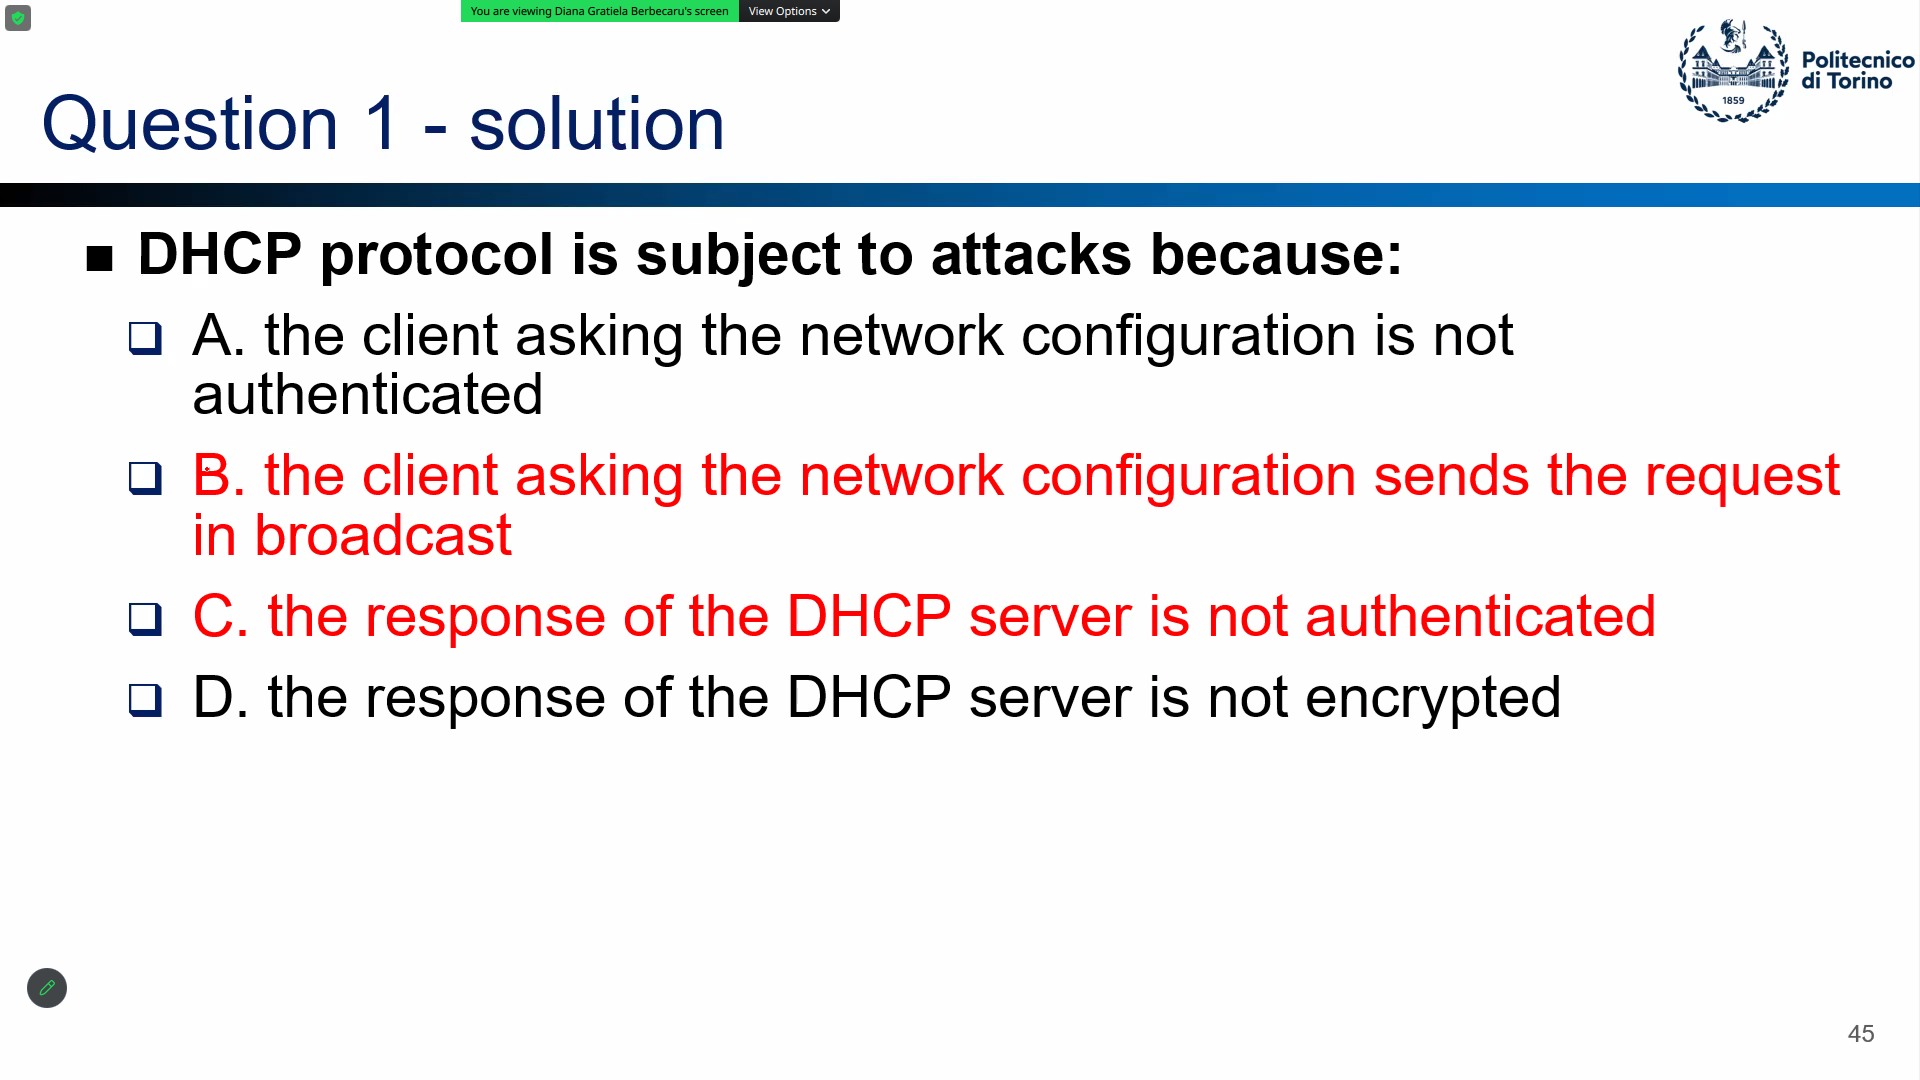 You are viewing Diana Gratiela Berbecaru's screen View Options
Politecnico
di Torino
1859
Question 1 - solution
DHCP protocol is subject to attacks because:
A. the client asking the network configuration is not
authenticated
B. the client asking the network configuration sends the request
in broadcast
C. the response of the DHCP server is not authenticated
D. the response of the DHCP server is not encrypted
45